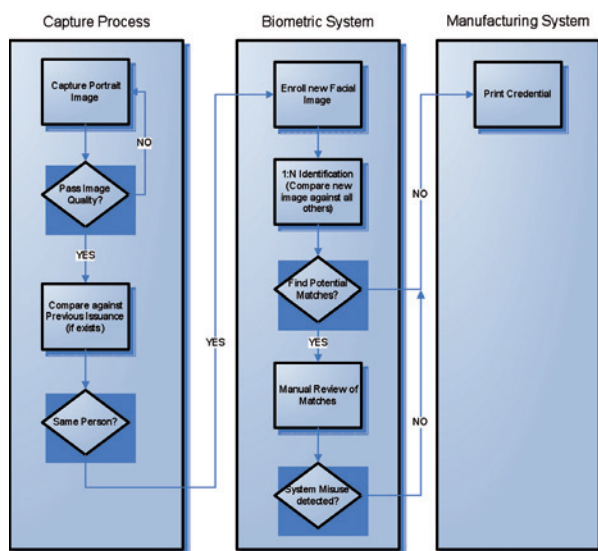 Capture Process
Capture Portrait
Image
NO
Pass Image
Quality?
YES
Compare against
Previous Issuance
(if exists)
Same Person?
YES
Biometric System
Enroll new Facial
Image
1:N Identification
(Compare new
image against all
others)
Find Potential
Matches?
YES
Manual Review of
Matches
System Misuse
detected?
NO
NO
Manufacturing System
Print Credential